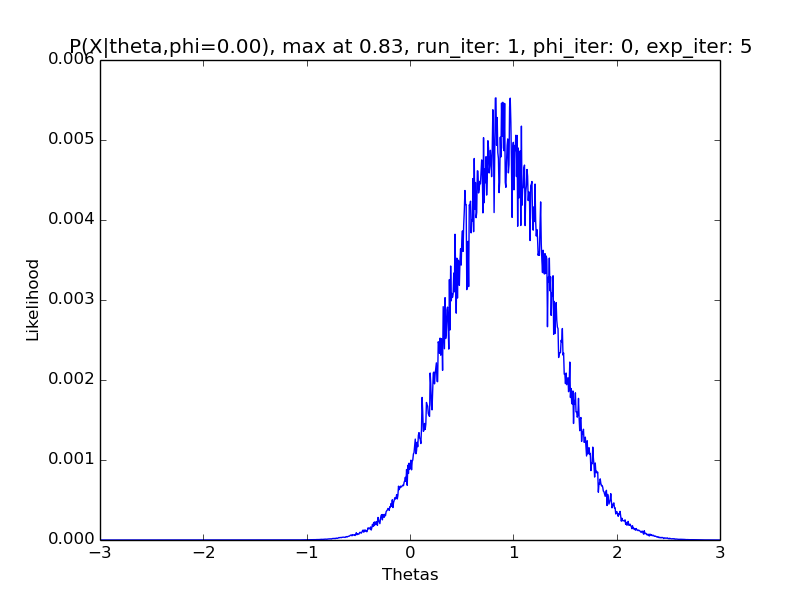 P(X|theta,phi=0.00), max at 0.83, run_iter: 1, phi_iter: 0, exp_iter: 5
0.006
0.005
0.004
0.003
0.002
0.001
0.000
Likelihood
−3 −2 −1 0 1 2 3
Thetas